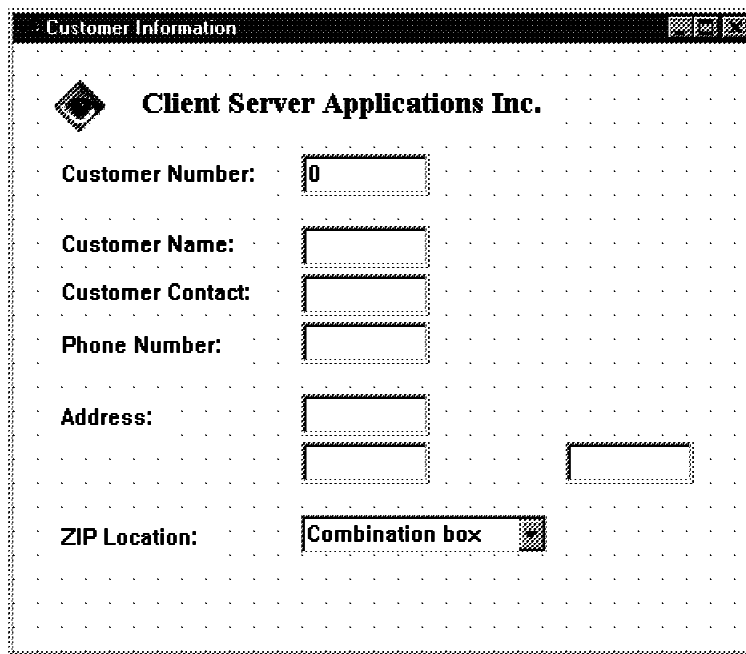 Customer Information
Client Server Applications Inc.
Customer Number: 0
Customer Name:
Customer Contact:
Phone Number:
Address:
ZIP Location: Combination box